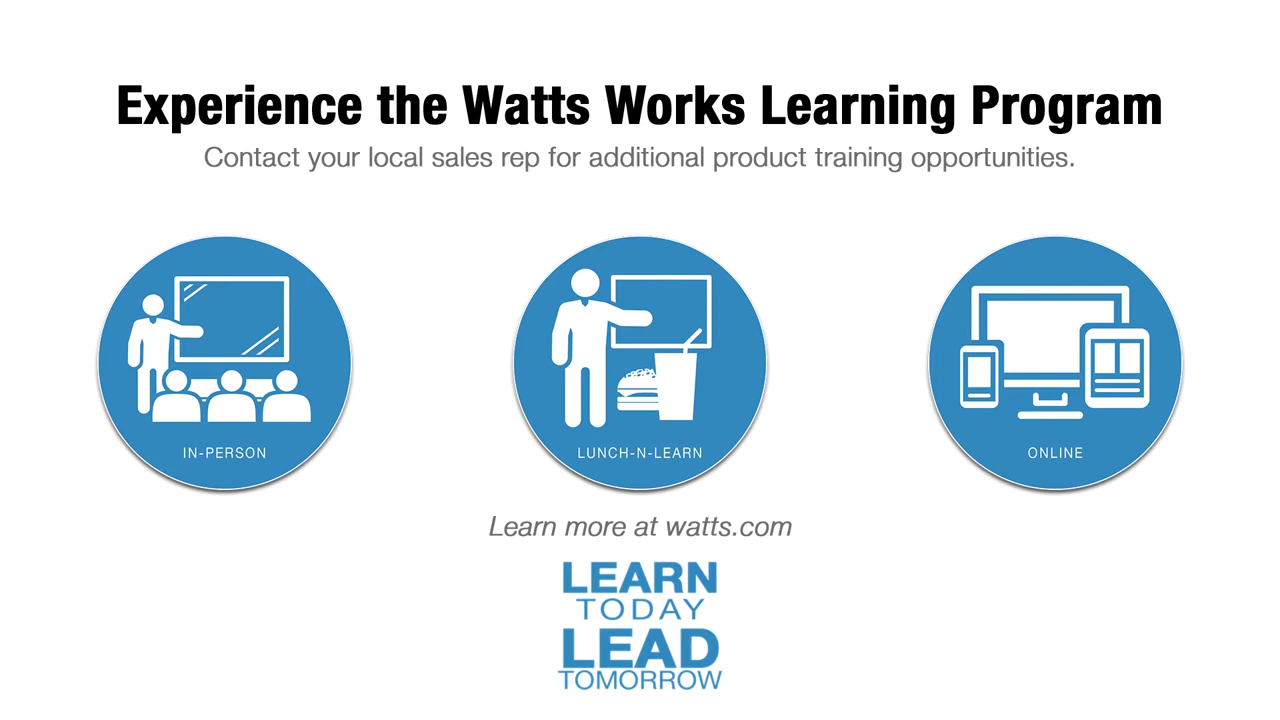 Experience the Watts Works Learning Program
Contact your local sales rep for additional product training opportunities.
IN-PERSON
LUNCH-N-LEARN
ONLINE
Learn more at watts.com
LEARN
TODAY
LEAD
TOMORROW